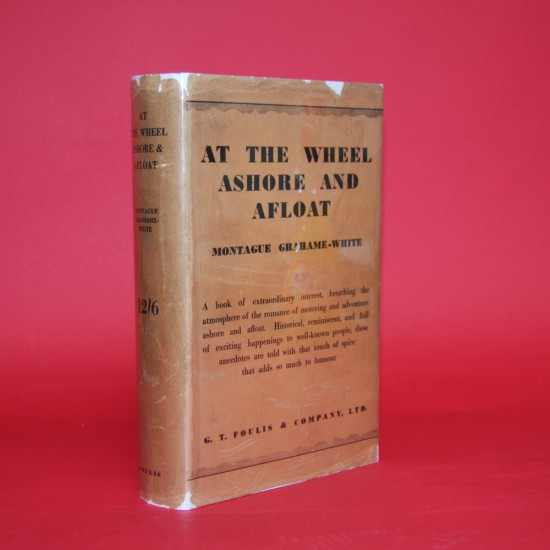 AT
THE WHEEL
ASHORE &
AFLOAT
MONTAGUE
GRAHAME-
WHITE
12/6
FOULIS
AT THE WHEEL
ASHORE AND
AFLOAT
MONTAGUE GRAHAME-WHITE
A book of extraordinary interest, breathing the
atmosphere of the romance of motoring and adventure
ashore and afloat. Historical, reminiscent, and full
of exciting happenings to well-known people, these
anecdotes are told with that touch of spice
that adds so much to humour
G. T. FOULIS & COMPANY, LTD.